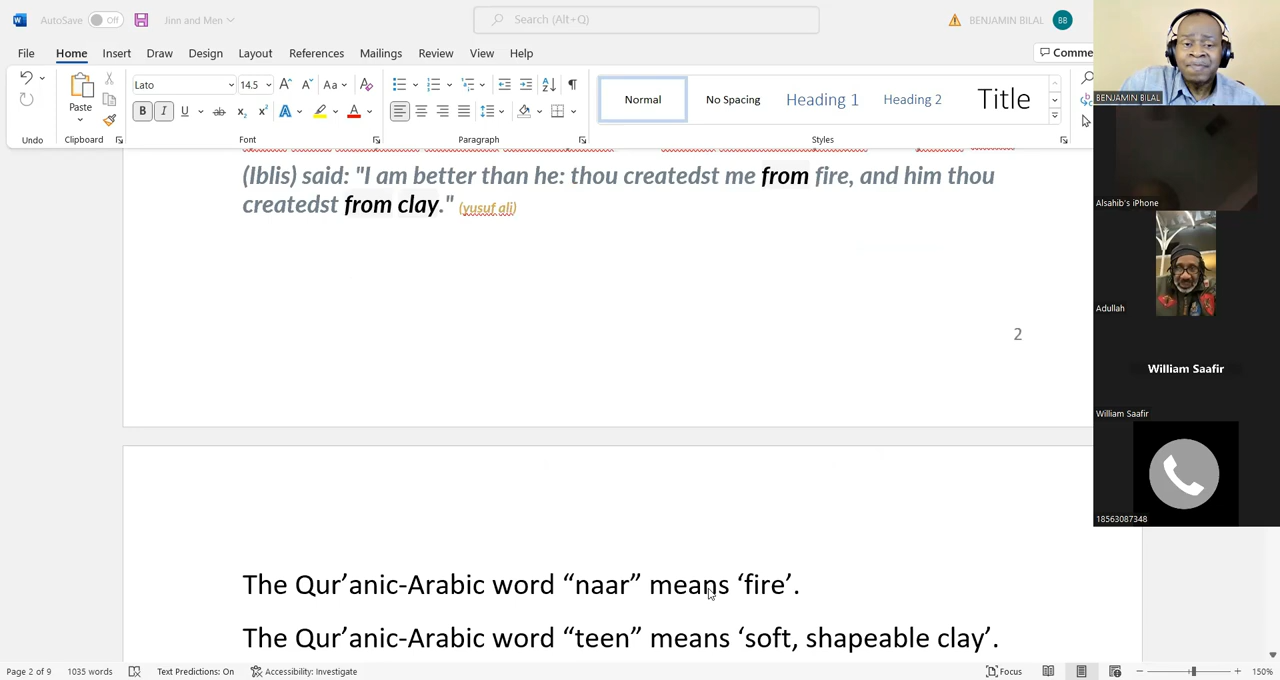 AutoSave Off Jinn and Men Search (Alt+Q) BENJAMIN BILAL BB
File Home Insert Draw Design Layout References Mailings Review View Help Comme
Lato 14.5 Aa
Paste
B I U ab x₂ x² A A
Normal No Spacing Heading 1 Heading 2 Title
Undo Clipboard Font Paragraph Styles
(Iblis) said: "I am better than he: thou createdst me from fire, and him thou
createdst from clay." (yusuf ali)
2
The Qur’anic-Arabic word “naar” means ‘fire’.
The Qur’anic-Arabic word “teen” means ‘soft, shapeable clay’.
Page 2 of 9 1035 words Text Predictions: On Accessibility: Investigate Focus 150%
BENJAMIN BILAL
Alsahib's iPhone
Adullah
William Saafir
William Saafir
18563087348